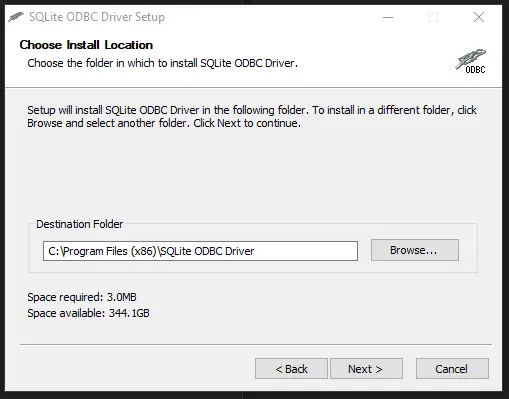 SQLite ODBC Driver Setup
Choose Install Location
Choose the folder in which to install SQLite ODBC Driver.
ODBC
Setup will install SQLite ODBC Driver in the following folder. To install in a different folder, click
Browse and select another folder. Click Next to continue.
Destination Folder
C:\Program Files (x86)\SQLite ODBC Driver
Browse...
Space required: 3.0MB
Space available: 344.1GB
< Back
Next >
Cancel